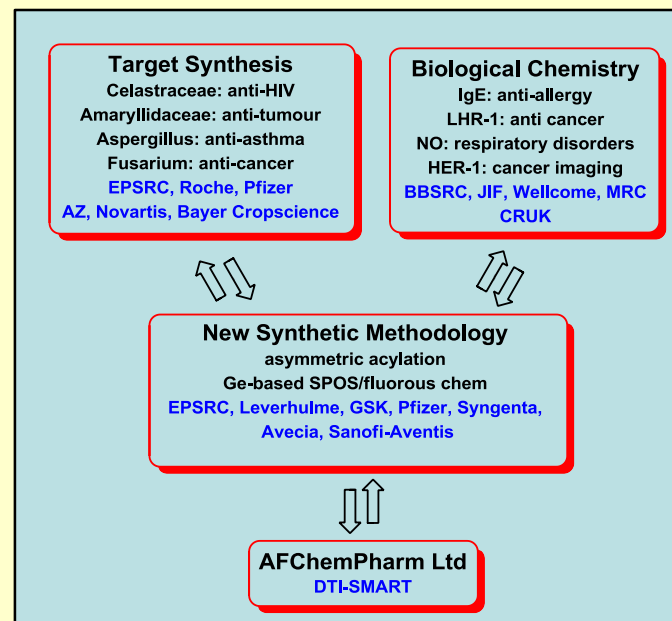 Target Synthesis
Celastraceae: anti-HIV
Amaryllidaceae: anti-tumour
Aspergillus: anti-asthma
Fusarium: anti-cancer
EPSRC, Roche, Pfizer
AZ, Novartis, Bayer Cropscience
Biological Chemistry
IgE: anti-allergy
LHR-1: anti cancer
NO: respiratory disorders
HER-1: cancer imaging
BBSRC, JIF, Wellcome, MRC
CRUK
New Synthetic Methodology
asymmetric acylation
Ge-based SPOS/fluorous chem
EPSRC, Leverhulme, GSK, Pfizer, Syngenta,
Avecia, Sanofi-Aventis
AFChemPharm Ltd
DTI-SMART